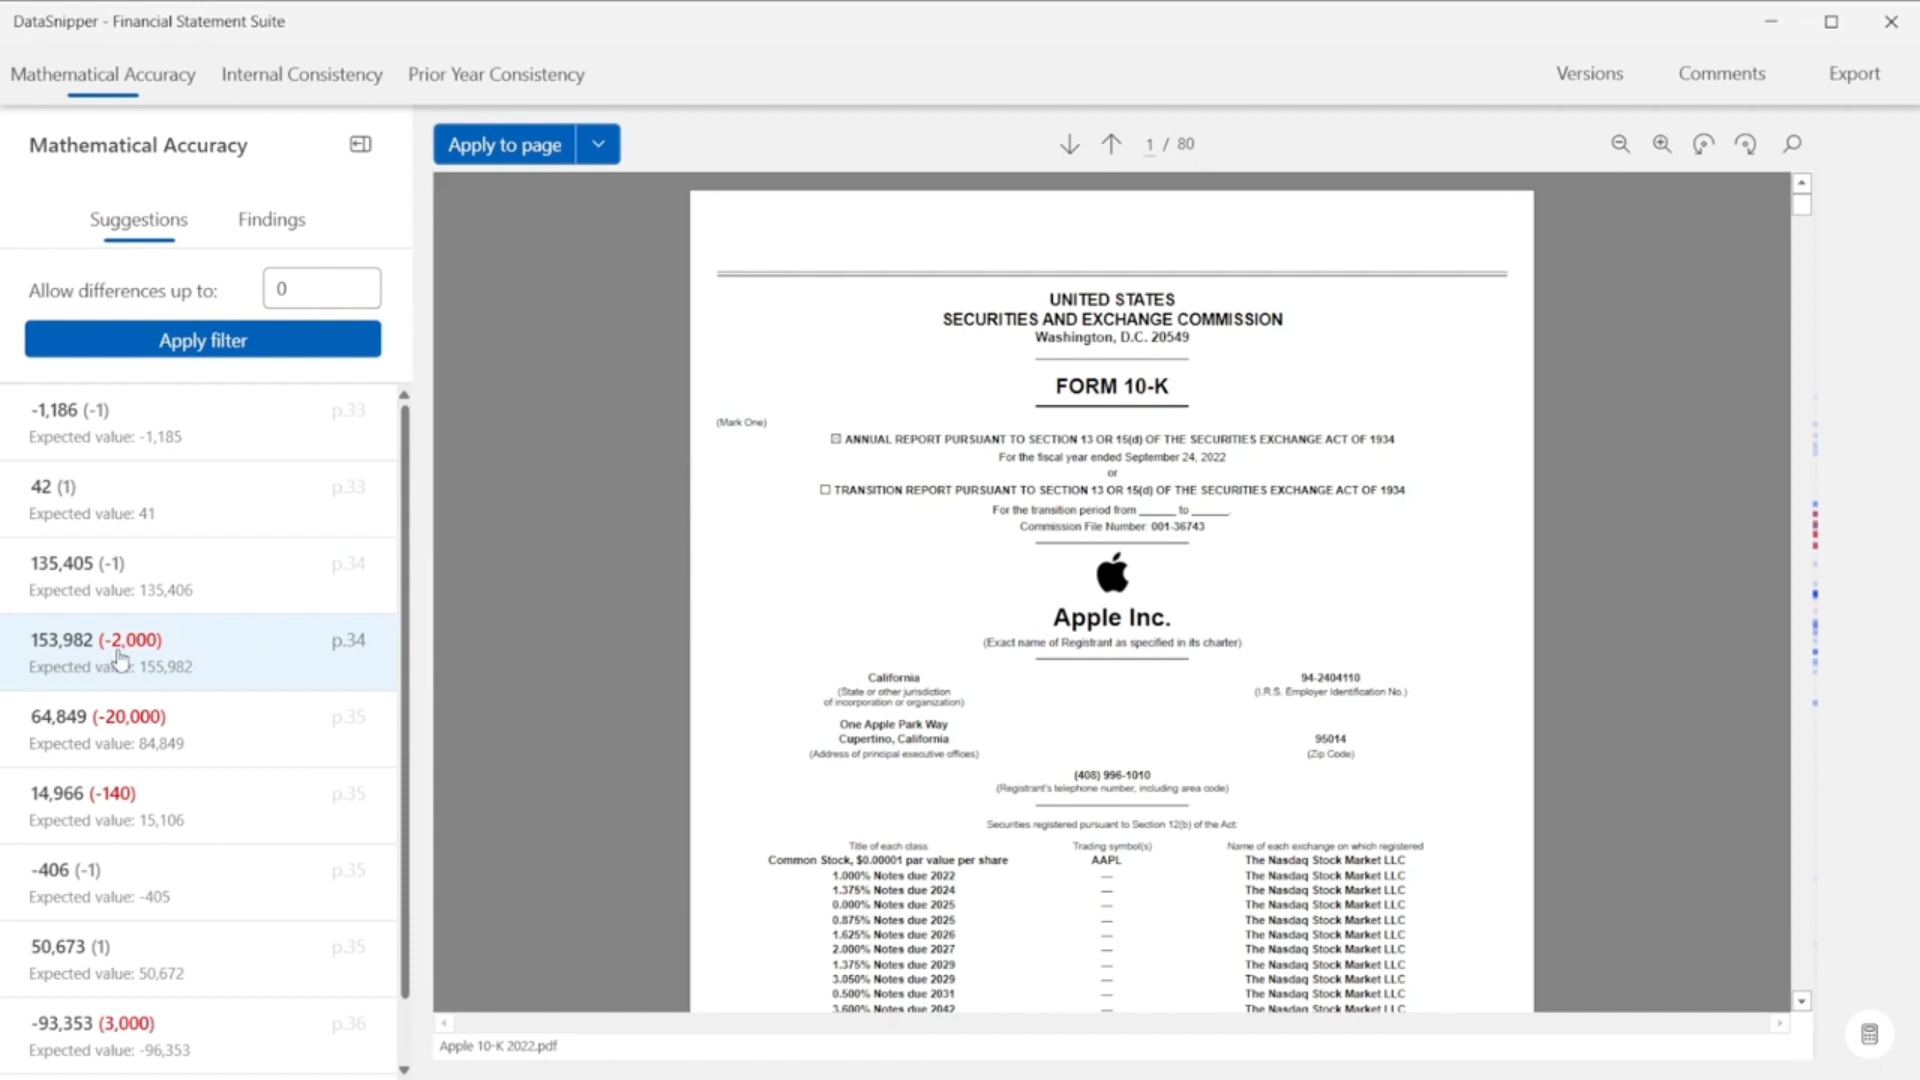 DataSnipper - Financial Statement Suite
Mathematical Accuracy Internal Consistency Prior Year Consistency
Versions Comments Export
Mathematical Accuracy
Suggestions Findings
Allow differences up to: 0
Apply filter
-1,186 (-1) p.33
Expected value: -1,185
42 (1) p.33
Expected value: 41
135,405 (-1) p.34
Expected value: 135,406
153,982 (-2,000) p.34
Expected value: 155,982
64,849 (-20,000) p.35
Expected value: 84,849
14,966 (-140) p.35
Expected value: 15,106
-406 (-1) p.35
Expected value: -405
50,673 (1) p.35
Expected value: 50,672
-93,353 (3,000) p.36
Expected value: -96,353
Apply to page
1 / 80
UNITED STATES
SECURITIES AND EXCHANGE COMMISSION
Washington, D.C. 20549
FORM 10-K
(Mark One)
☒ ANNUAL REPORT PURSUANT TO SECTION 13 OR 15(d) OF THE SECURITIES EXCHANGE ACT OF 1934
For the fiscal year ended September 24, 2022
or
☐ TRANSITION REPORT PURSUANT TO SECTION 13 OR 15(d) OF THE SECURITIES EXCHANGE ACT OF 1934
For the transition period from ______ to ______.
Commission File Number: 001-36743
Apple Inc.
(Exact name of Registrant as specified in its charter)
California 94-2404110
(State or other jurisdiction (I.R.S. Employer Identification No.)
of incorporation or organization)
One Apple Park Way
Cupertino, California 95014
(Address of principal executive offices) (Zip Code)
(408) 996-1010
(Registrant's telephone number, including area code)
Securities registered pursuant to Section 12(b) of the Act:
Title of each class Trading symbol(s) Name of each exchange on which registered
Common Stock, $0.00001 par value per share AAPL The Nasdaq Stock Market LLC
1.000% Notes due 2022 — The Nasdaq Stock Market LLC
1.375% Notes due 2024 — The Nasdaq Stock Market LLC
0.000% Notes due 2025 — The Nasdaq Stock Market LLC
0.875% Notes due 2025 — The Nasdaq Stock Market LLC
1.625% Notes due 2026 — The Nasdaq Stock Market LLC
2.000% Notes due 2027 — The Nasdaq Stock Market LLC
1.375% Notes due 2029 — The Nasdaq Stock Market LLC
3.050% Notes due 2029 — The Nasdaq Stock Market LLC
0.500% Notes due 2031 — The Nasdaq Stock Market LLC
3.600% Notes due 2042 — The Nasdaq Stock Market LLC
Apple 10-K 2022.pdf